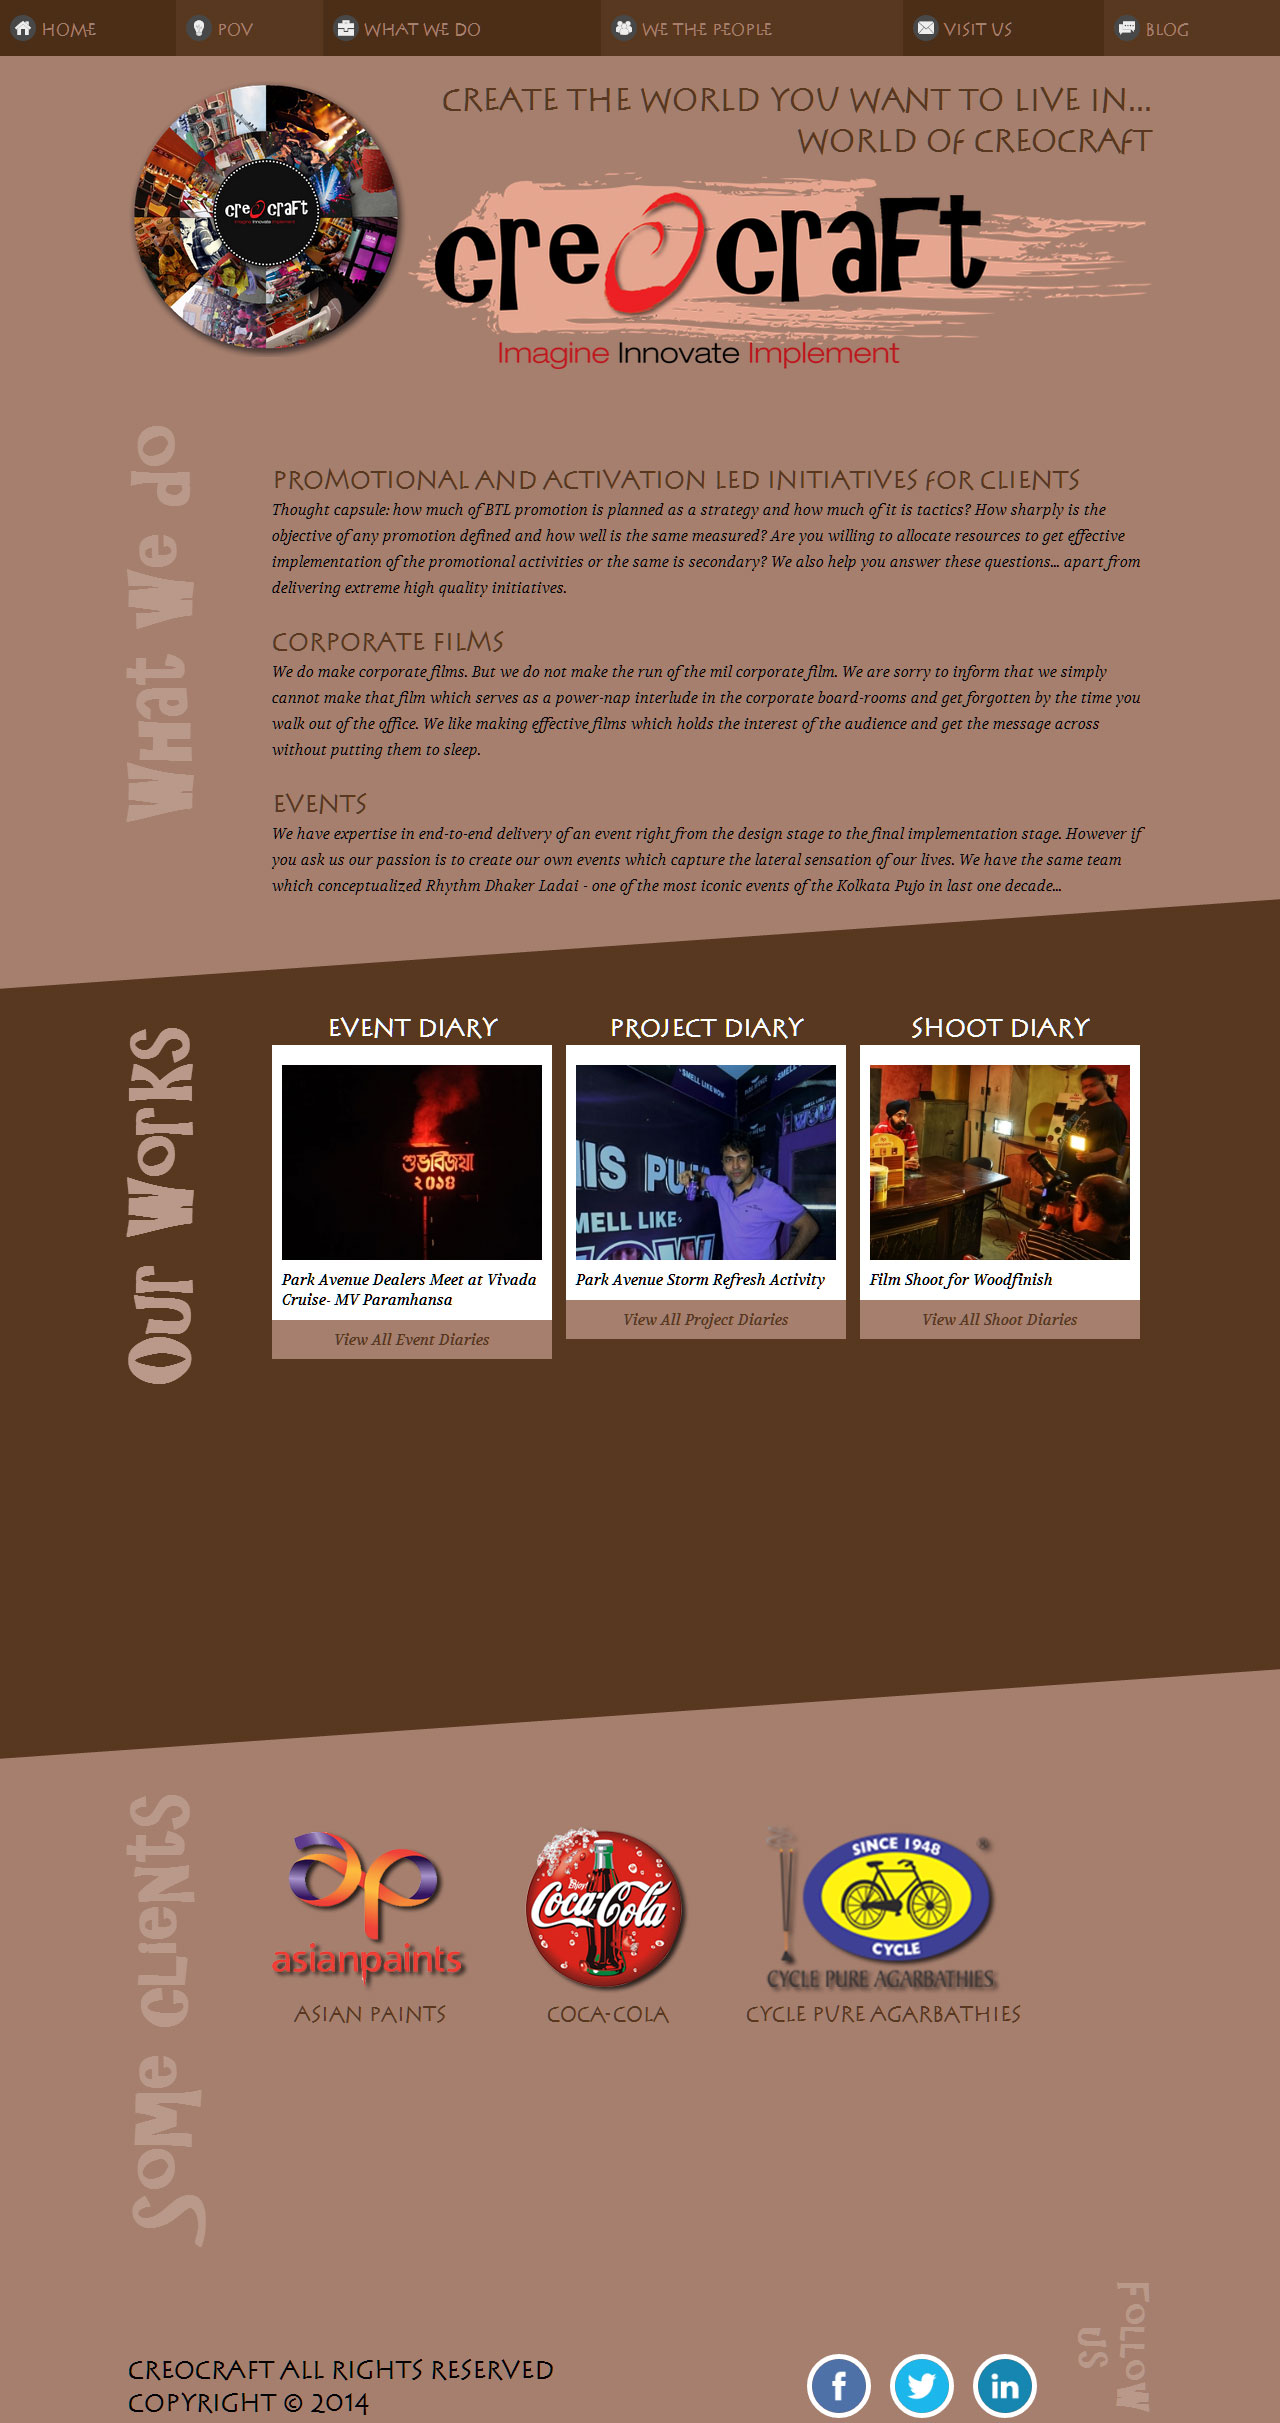 HOME
POV
WHAT WE DO
WE THE PEOPLE
VISIT US
BLOG
CREATE THE WORLD YOU WANT TO LIVE IN...
WORLD OF CREOCRAFT
creOcraFt
creOcraFt
Imagine Innovate Implement
What We do
PROMOTIONAL AND ACTIVATION LED INITIATIVES FOR CLIENTS
Thought capsule: how much of BTL promotion is planned as a strategy and how much of it is tactics? How sharply is the
objective of any promotion defined and how well is the same measured? Are you willing to allocate resources to get effective
implementation of the promotional activities or the same is secondary? We also help you answer these questions... apart from
delivering extreme high quality initiatives.
CORPORATE FILMS
We do make corporate films. But we do not make the run of the mil corporate film. We are sorry to inform that we simply
cannot make that film which serves as a power-nap interlude in the corporate board-rooms and get forgotten by the time you
walk out of the office. We like making effective films which holds the interest of the audience and get the message across
without putting them to sleep.
EVENTS
We have expertise in end-to-end delivery of an event right from the design stage to the final implementation stage. However if
you ask us our passion is to create our own events which capture the lateral sensation of our lives. We have the same team
which conceptualized Rhythm Dhaker Ladai - one of the most iconic events of the Kolkata Pujo in last one decade...
Our Works
EVENT DIARY
PROJECT DIARY
SHOOT DIARY
শুভবিজয়া
২০১৪
SMELL LIKE WOW
SMELL LIKE
Park Avenue Dealers Meet at Vivada
Cruise- MV Paramhansa
View All Event Diaries
Park Avenue Storm Refresh Activity
View All Project Diaries
Film Shoot for Woodfinish
View All Shoot Diaries
Some Clients
asianpaints
ASIAN PAINTS
Enjoy
Coca-Cola
COCA-COLA
SINCE 1948
®
CYCLE
CYCLE PURE AGARBATHIES
CYCLE PURE AGARBATHIES
Follow
us
CREOCRAFT ALL RIGHTS RESERVED
COPYRIGHT © 2014
f
in